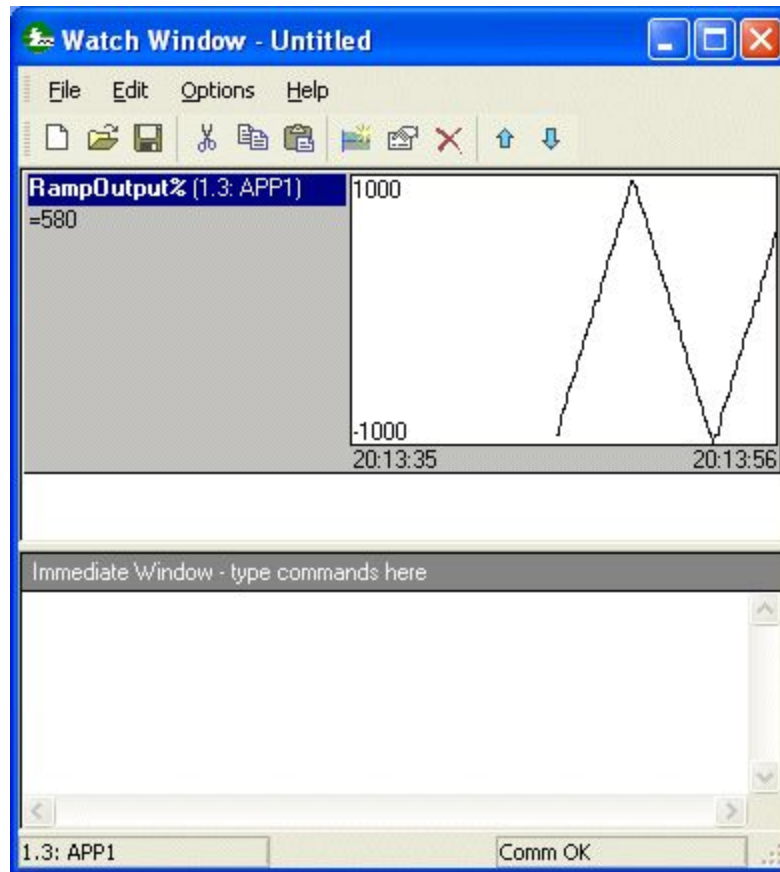 Watch Window - Untitled
File Edit Options Help
RampOutput% (1.3: APP1)
=580
1000
-1000
20:13:35 20:13:56
Immediate Window - type commands here
1.3: APP1 Comm OK